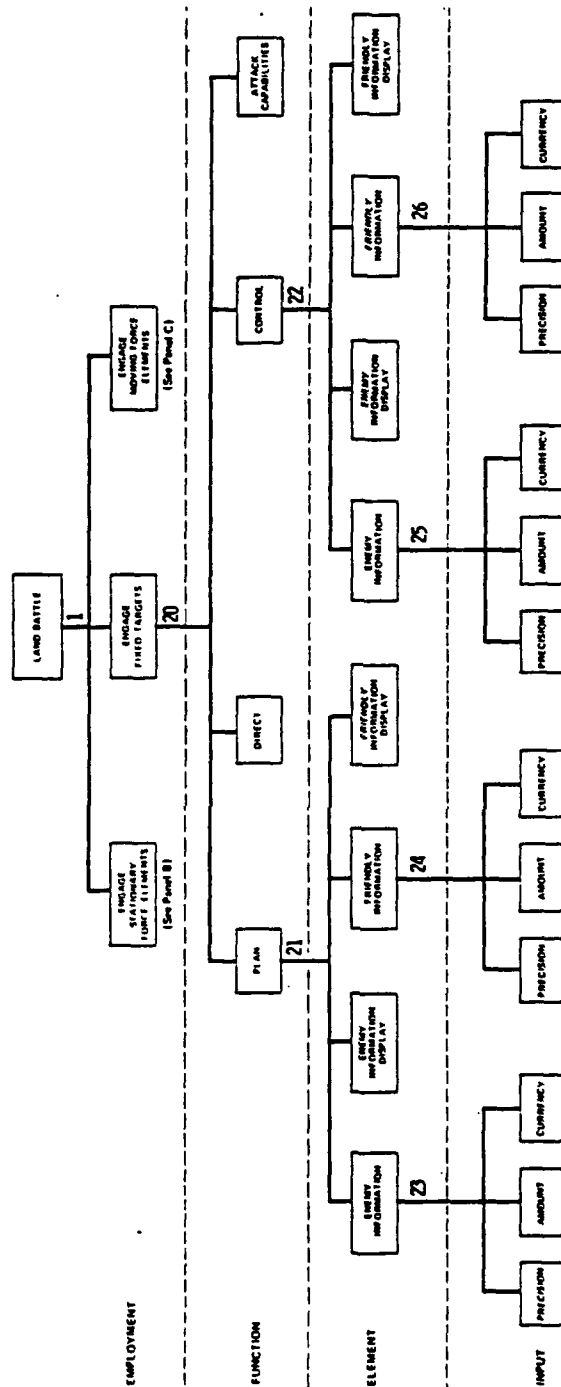 LAND BATTLE
1
EMPLOYMENT
ENGAGE
STATIONARY
FORCE ELEMENTS
(See Panel B)
ENGAGE
FIXED TARGETS
20
ENGAGE
MOVING FORCE
ELEMENTS
(See Panel C)
FUNCTION
PLAN
21
DIRECT
CONTROL
22
ATTACK
CAPABILITIES
ELEMENT
ENEMY
INFORMATION
23
ENEMY
INFORMATION
DISPLAY
FRIENDLY
INFORMATION
24
FRIENDLY
INFORMATION
DISPLAY
ENEMY
INFORMATION
25
ENEMY
INFORMATION
DISPLAY
FRIENDLY
INFORMATION
26
FRIENDLY
INFORMATION
DISPLAY
INPUT
PRECISION
AMOUNT
CURRENCY
PRECISION
AMOUNT
CURRENCY
PRECISION
AMOUNT
CURRENCY
PRECISION
AMOUNT
CURRENCY